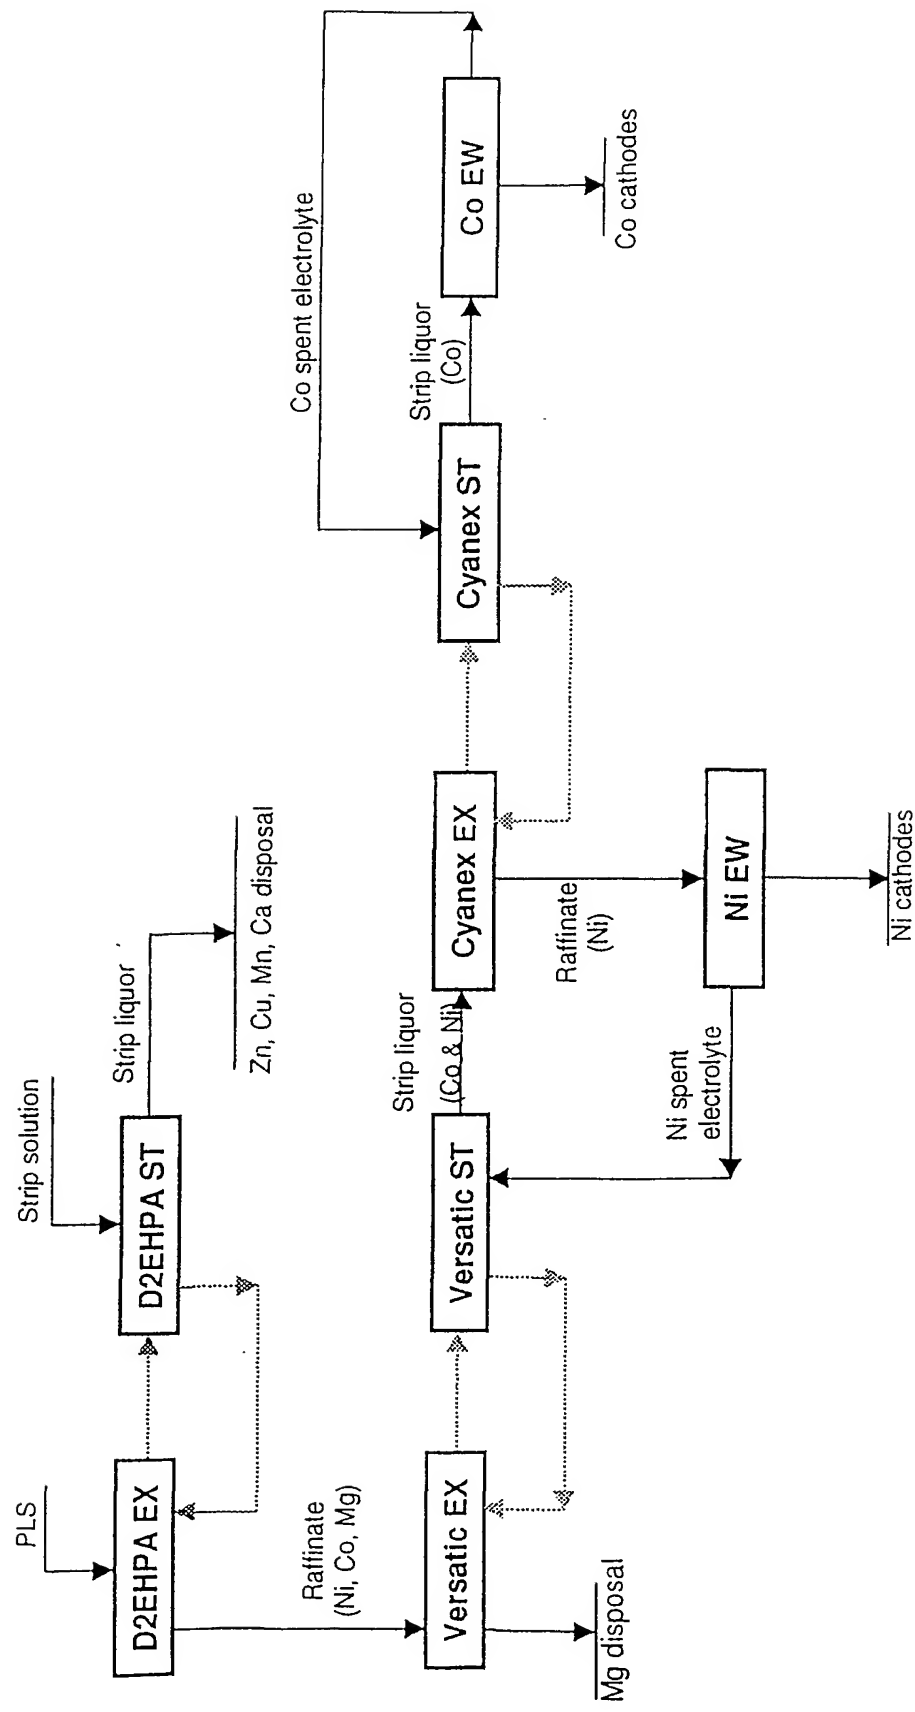 PLS
D2EHPA EX
Strip solution
D2EHPA ST
Strip liquor
Zn, Cu, Mn, Ca disposal
Raffinate
(Ni, Co, Mg)
Versatic EX
Mg disposal
Versatic ST
Strip liquor
(Co & Ni)
Cyanex EX
Raffinate
(Ni)
Ni EW
Ni spent
electrolyte
Ni cathodes
Cyanex ST
Strip liquor
(Co)
Co spent electrolyte
Co EW
Co cathodes